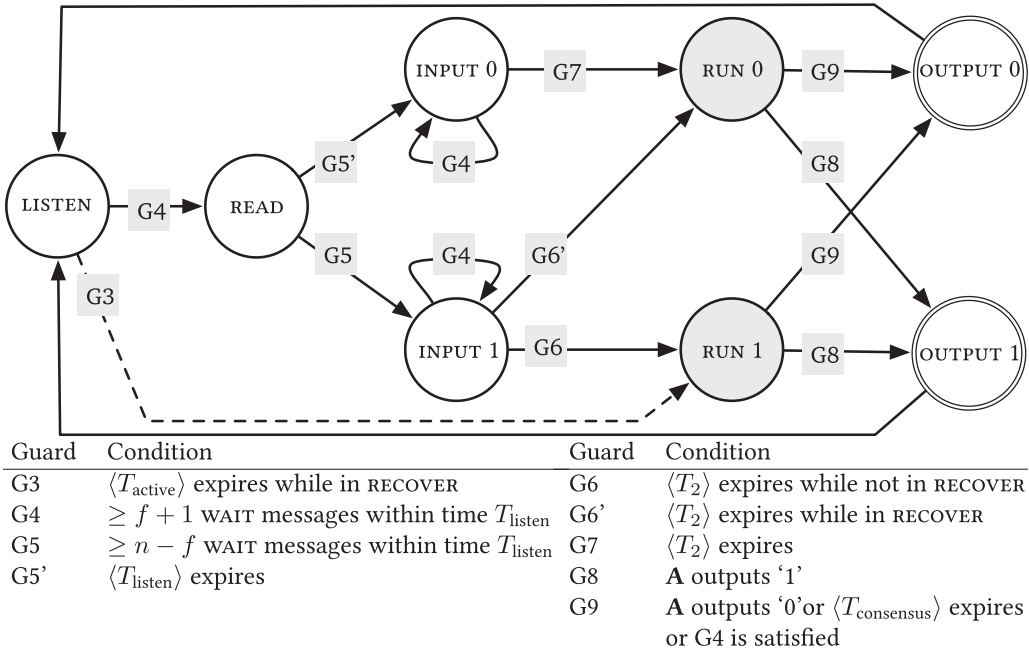 INPUT 0
G7
RUN 0
G9
OUTPUT 0
G5'
G4
G8
LISTEN
G4
READ
G5
G4
G6'
G9
G3
INPUT 1
G6
RUN 1
G8
OUTPUT 1
Guard Condition
G3 ⟨T_active⟩ expires while in RECOVER
G4 ≥ f + 1 WAIT messages within time T_listen
G5 ≥ n − f WAIT messages within time T_listen
G5' ⟨T_listen⟩ expires
Guard Condition
G6 ⟨T_2⟩ expires while not in RECOVER
G6' ⟨T_2⟩ expires while in RECOVER
G7 ⟨T_2⟩ expires
G8 A outputs ‘1’
G9 A outputs ‘0’or ⟨T_consensus⟩ expires
or G4 is satisfied